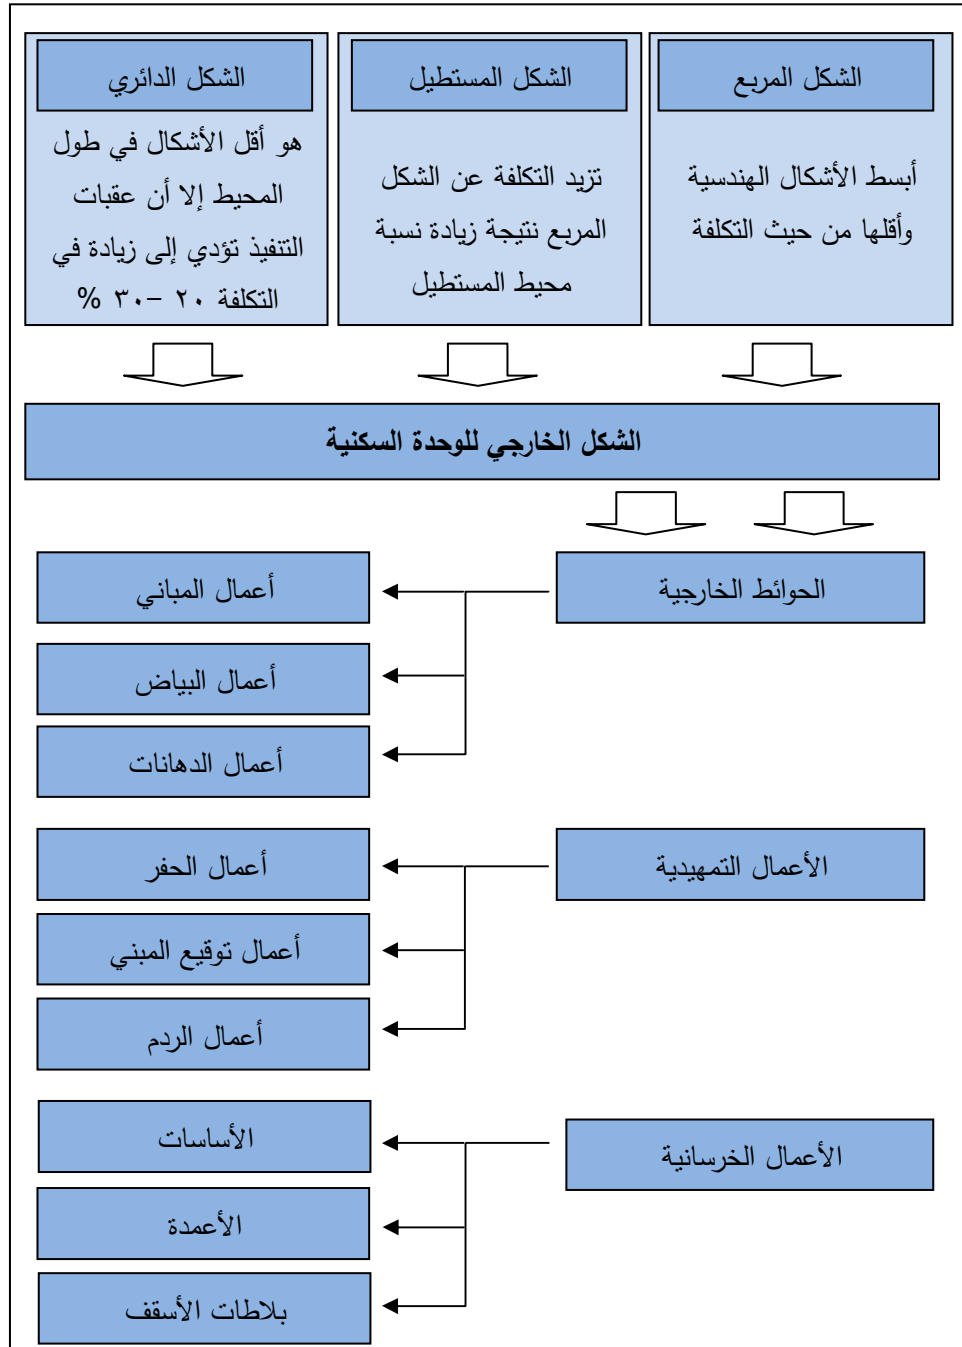 الشكل المربع
أبسط الأشكال الهندسية
وأقلها من حيث التكلفة
الشكل المستطيل
تزيد التكلفة عن الشكل
المربع نتيجة زيادة نسبة
محيط المستطيل
الشكل الدائري
هو أقل الأشكال في طول
المحيط إلا أن عقبات
التنفيذ تؤدي إلى زيادة في
التكلفة ٢٠ -٣٠ %
الشكل الخارجي للوحدة السكنية
الحوائط الخارجية
أعمال المباني
أعمال البياض
أعمال الدهانات
الأعمال التمهيدية
أعمال الحفر
أعمال توقيع المبني
أعمال الردم
الأعمال الخرسانية
الأساسات
الأعمدة
بلاطات الأسقف